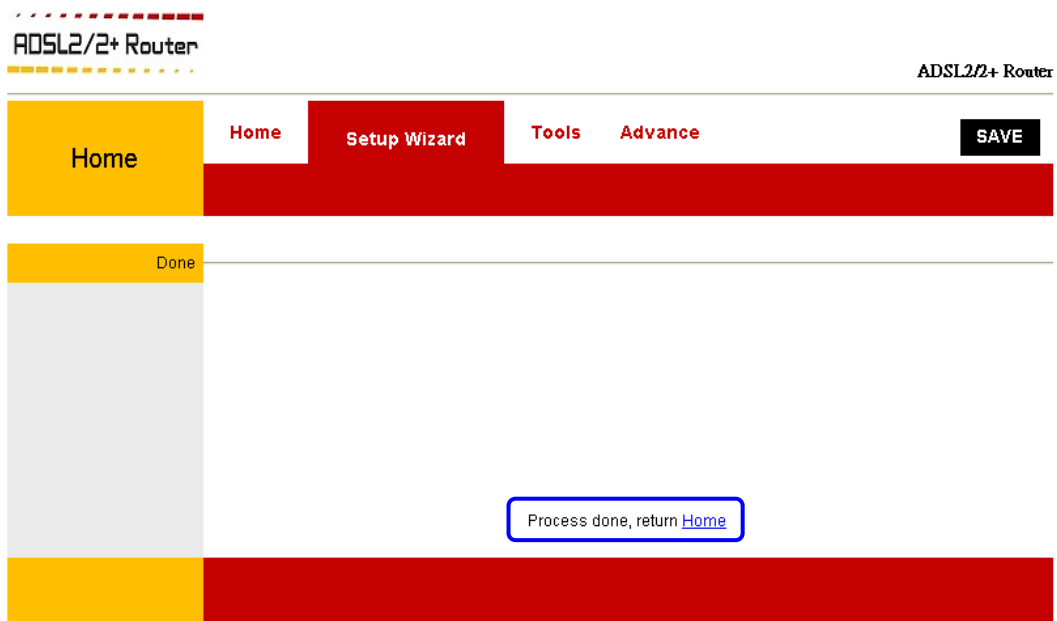 ADSL2/2+ Router
ADSL2/2+ Router
Home
Home Setup Wizard Tools Advance SAVE
Done
Process done, return Home